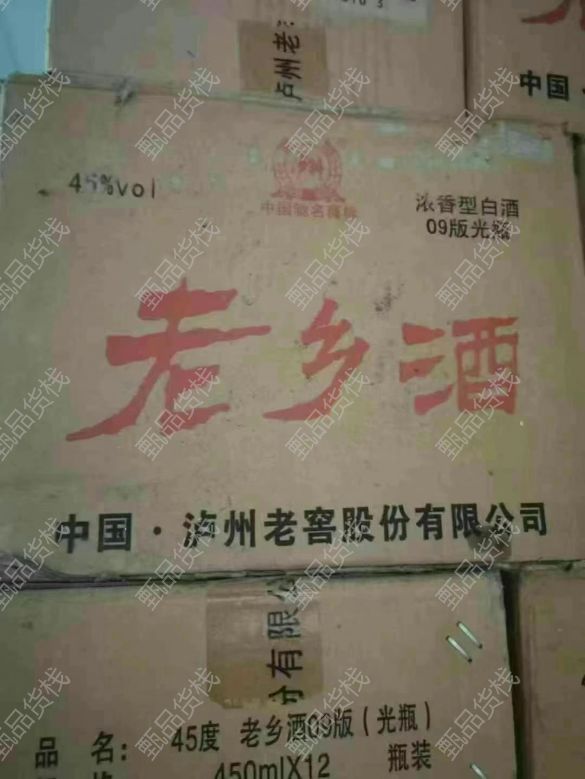 泸州老
中国
45%vol
中国驰名商标
浓香型白酒
09版光瓶
老乡酒
中国·泸州老窖股份有限公司
份有限公
品 名: 45度 老乡酒09版(光瓶)
450mlX12 瓶装
甄品货栈